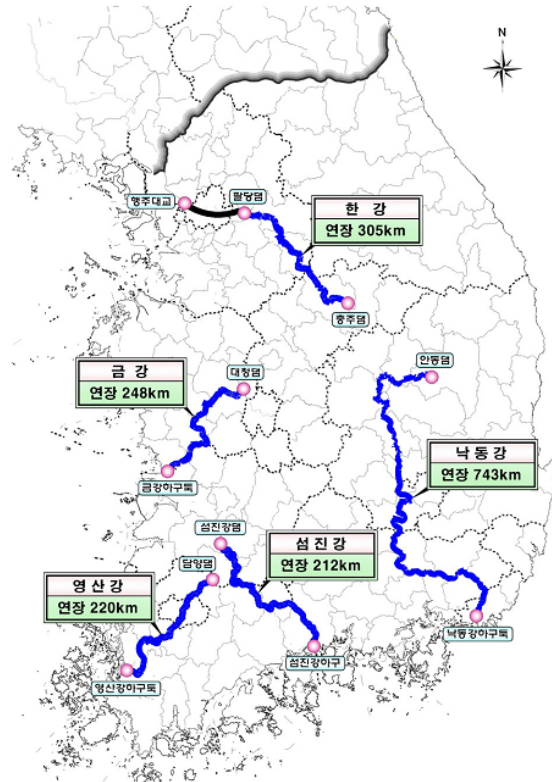 N
행주대교
팔당댐
한 강
연장 305km
충주댐
안동댐
대청댐
금 강
연장 248km
낙 동 강
연장 743km
금강하구둑
섬진강댐
섬 진 강
연장 212km
담양댐
영 산 강
연장 220km
낙동강하구둑
섬진강하구
영산강하구둑